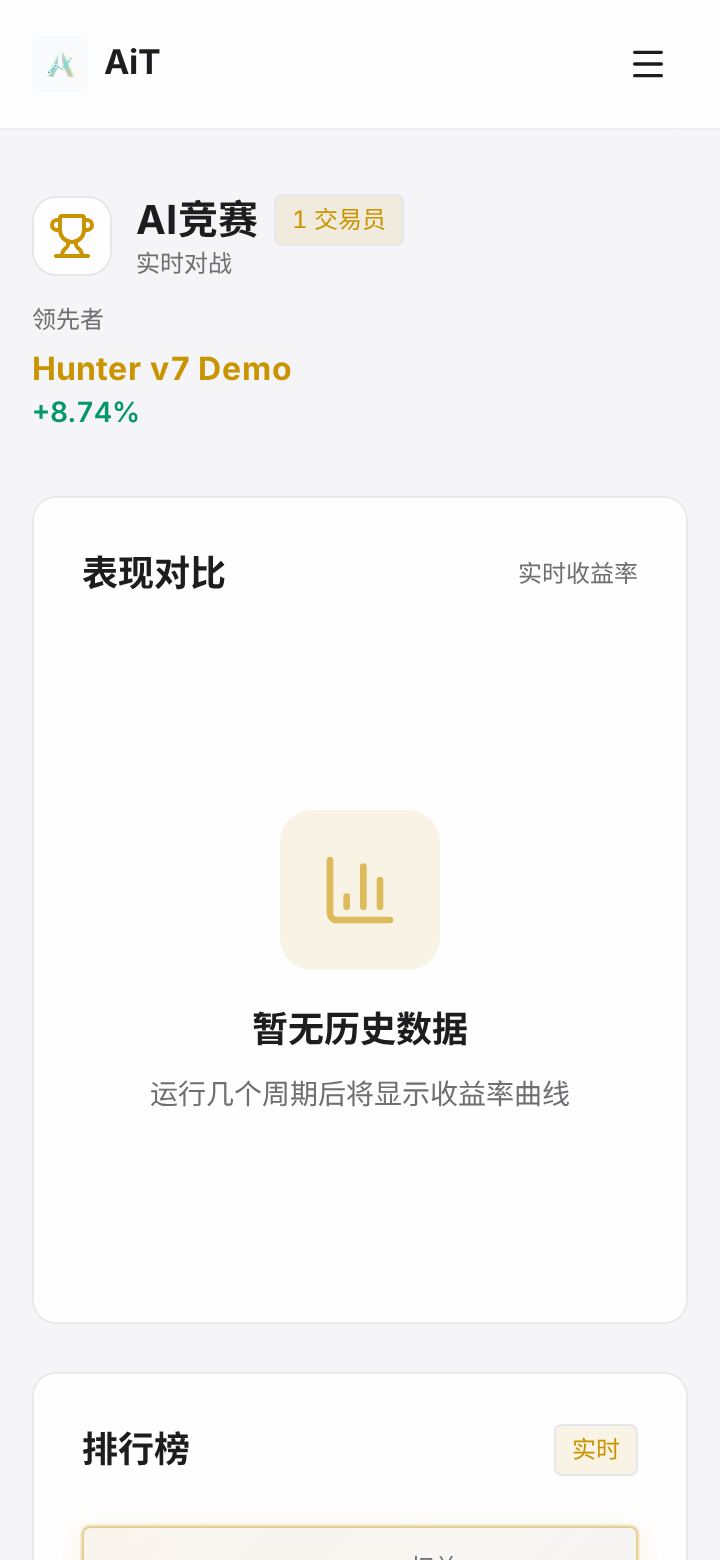 AiT
AI竞赛
1 交易员
实时对战
领先者
Hunter v7 Demo
+8.74%
表现对比
实时收益率
暂无历史数据
运行几个周期后将显示收益率曲线
排行榜
实时